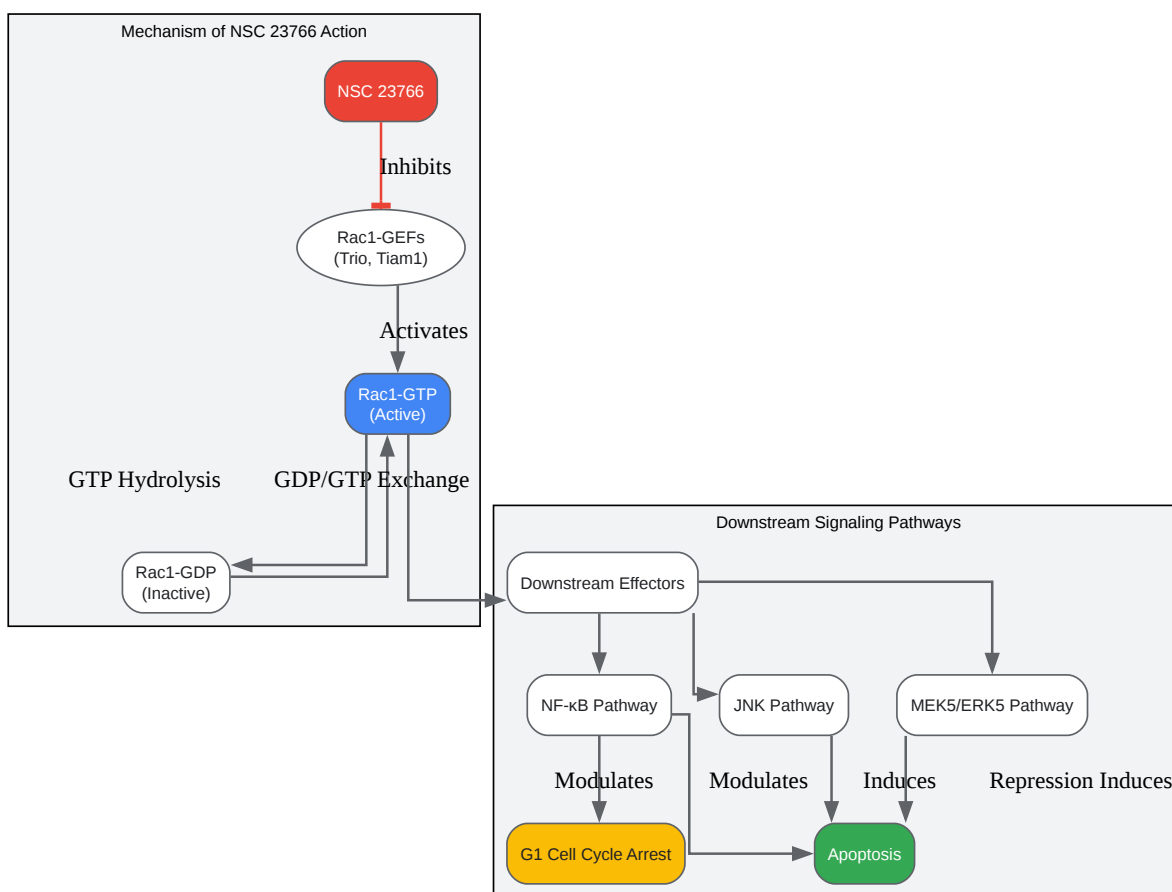 Mechanism of NSC 23766 Action
NSC 23766
Inhibits
Rac1-GEFs
(Trio, Tiam1)
Activates
Rac1-GTP
(Active)
GTP Hydrolysis
GDP/GTP Exchange
Rac1-GDP
(Inactive)
Downstream Signaling Pathways
Downstream Effectors
NF-κB Pathway
JNK Pathway
MEK5/ERK5 Pathway
Modulates
Modulates
Induces
Repression Induces
G1 Cell Cycle Arrest
Apoptosis